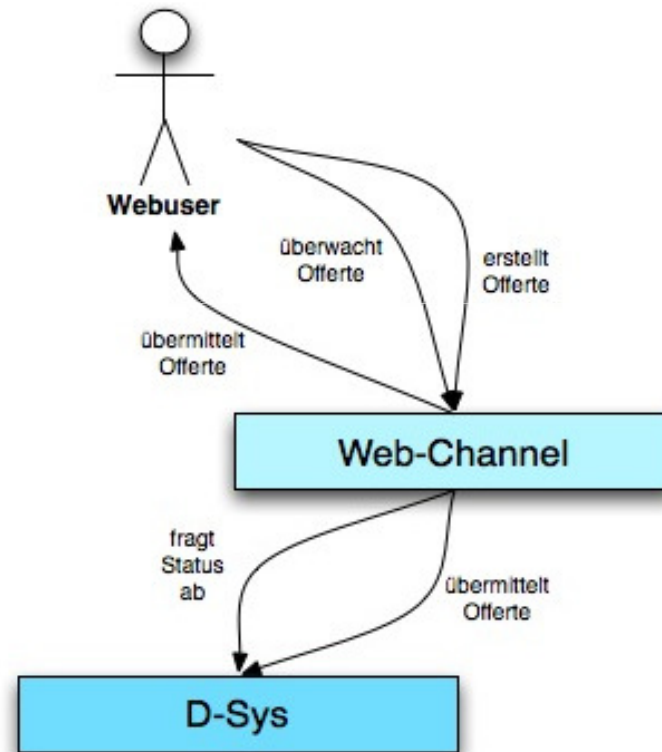 Webuser
überwacht
Offerte
erstellt
Offerte
übermittelt
Offerte
Web-Channel
fragt
Status
ab
übermittelt
Offerte
D-Sys